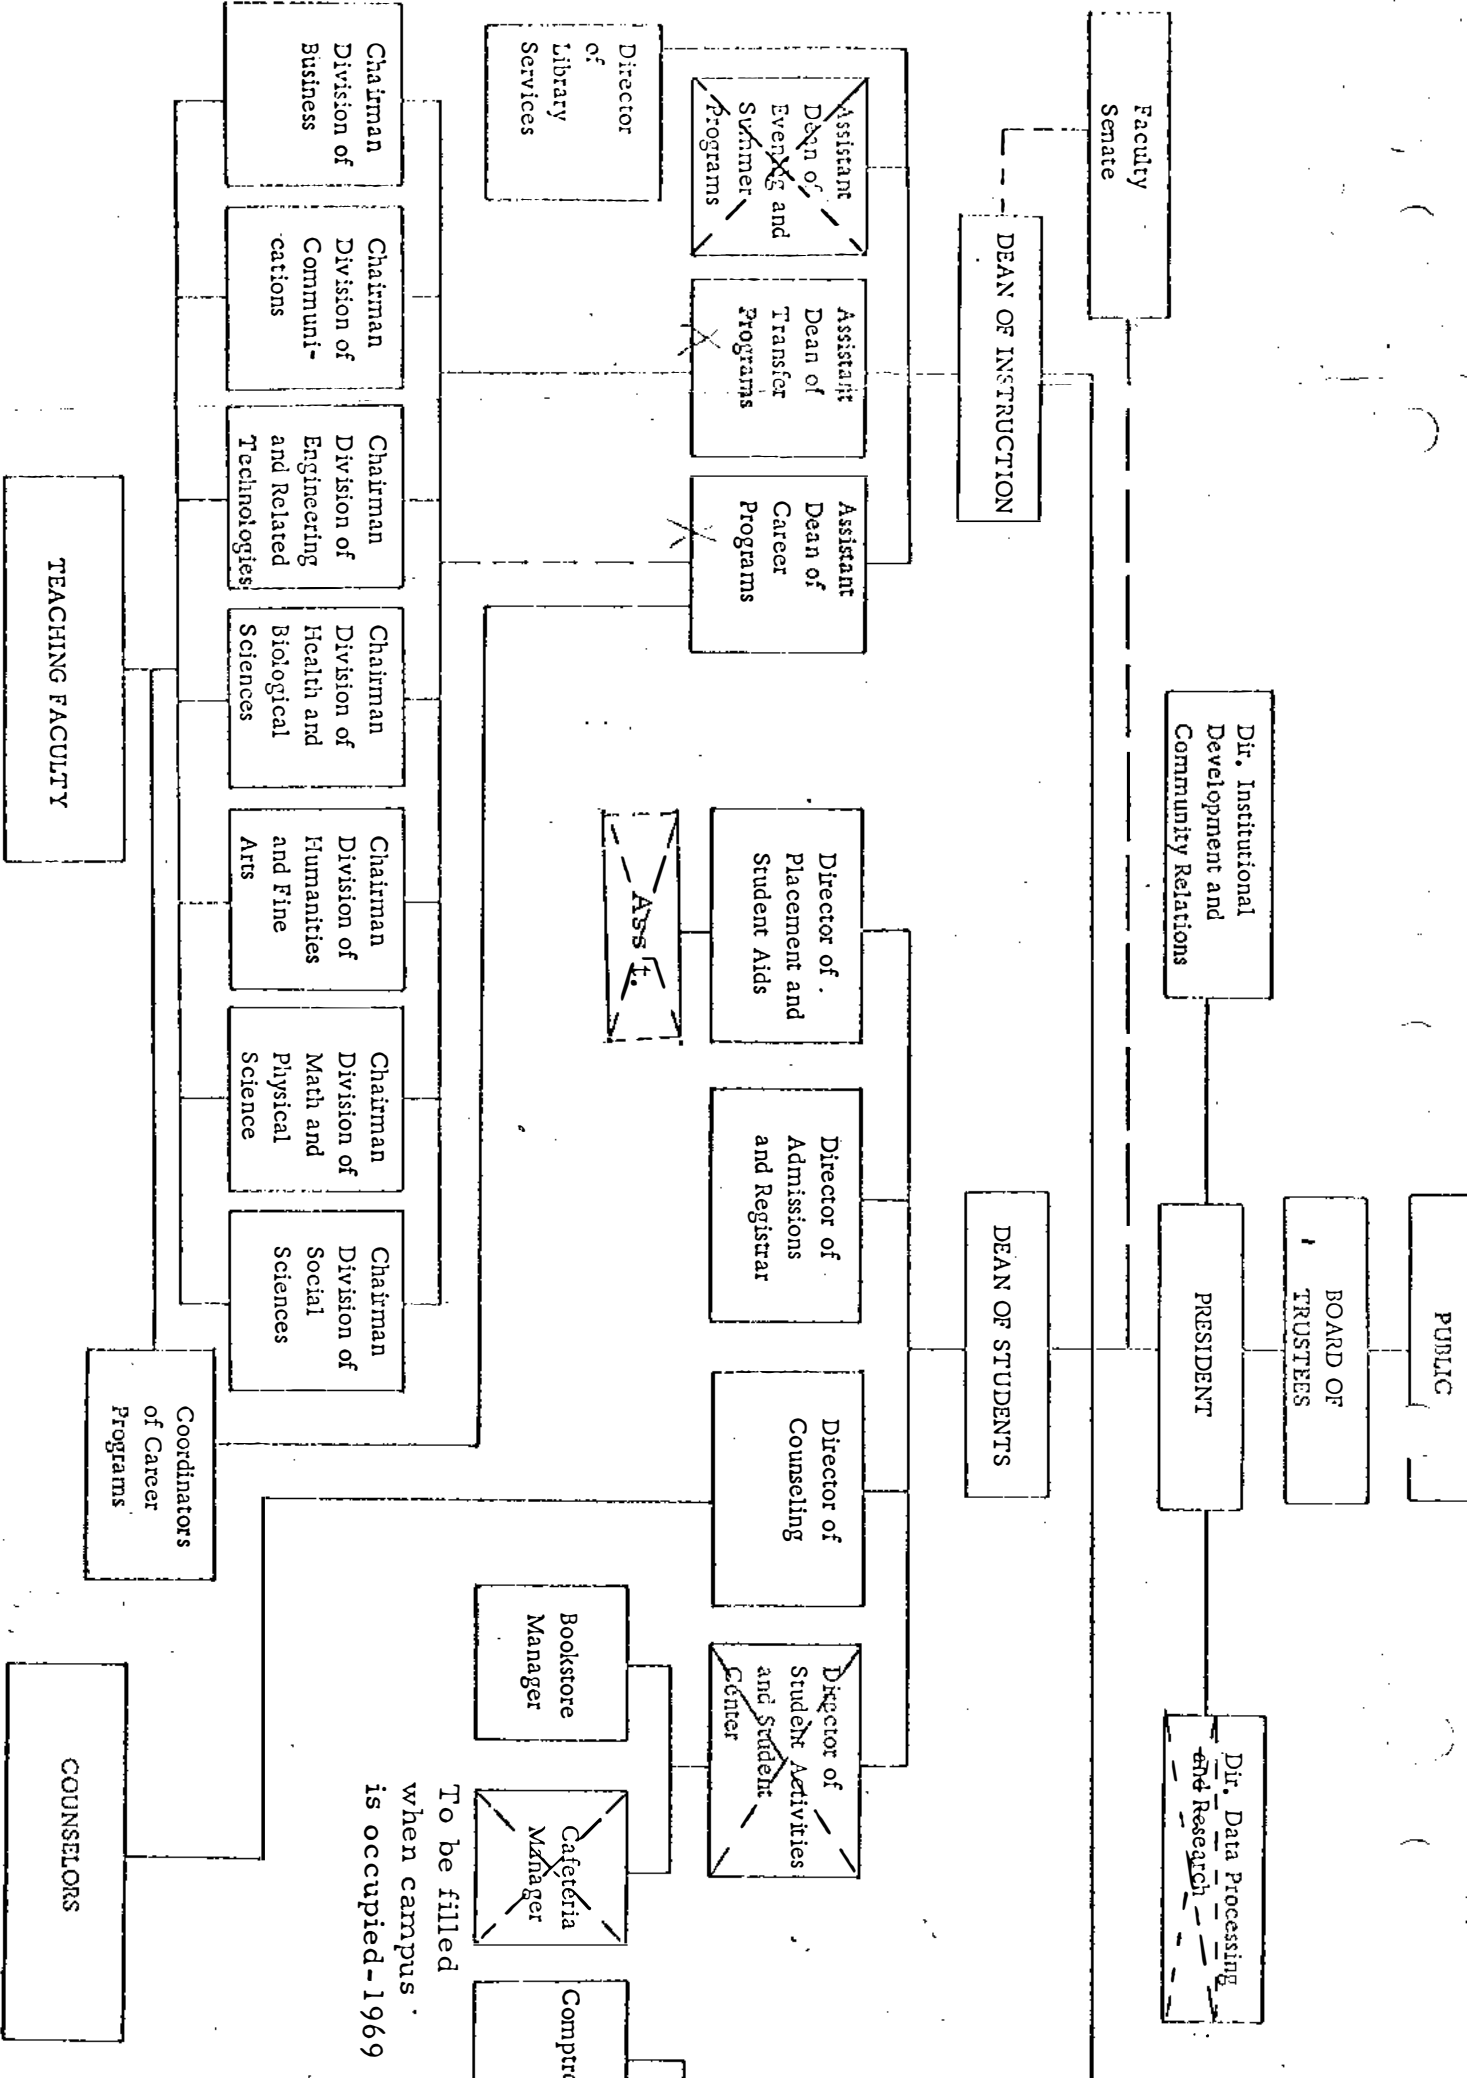 PUBLIC
BOARD OF
TRUSTEES
Dir. Institutional
Development and
Community Relations
PRESIDENT
Dir. Data Processing
and Research
Faculty
Senate
DEAN OF INSTRUCTION
DEAN OF STUDENTS
Director
of
Library
Services
Assistant
Dean of
Evening and
Summer
Programs
Assistant
Dean of
Transfer
Programs
Assistant
Dean of
Career
Programs
Director of
Placement and
Student Aids
Ass't.
Director of
Admissions
and Registrar
Director of
Counseling
Director of
Student Activities
and Student
Center
Bookstore
Manager
Cafeteria
Manager
To be filled
when campus
is occupied-1969
Chairman
Division of
Business
Chairman
Division of
Communi-
cations
Chairman
Division of
Engineering
and Related
Technologies
Chairman
Division of
Health and
Biological
Sciences
Chairman
Division of
Humanities
and Fine
Arts
Chairman
Division of
Math and
Physical
Science
Chairman
Division of
Social
Sciences
Coordinators
of Career
Programs
TEACHING FACULTY
COUNSELORS